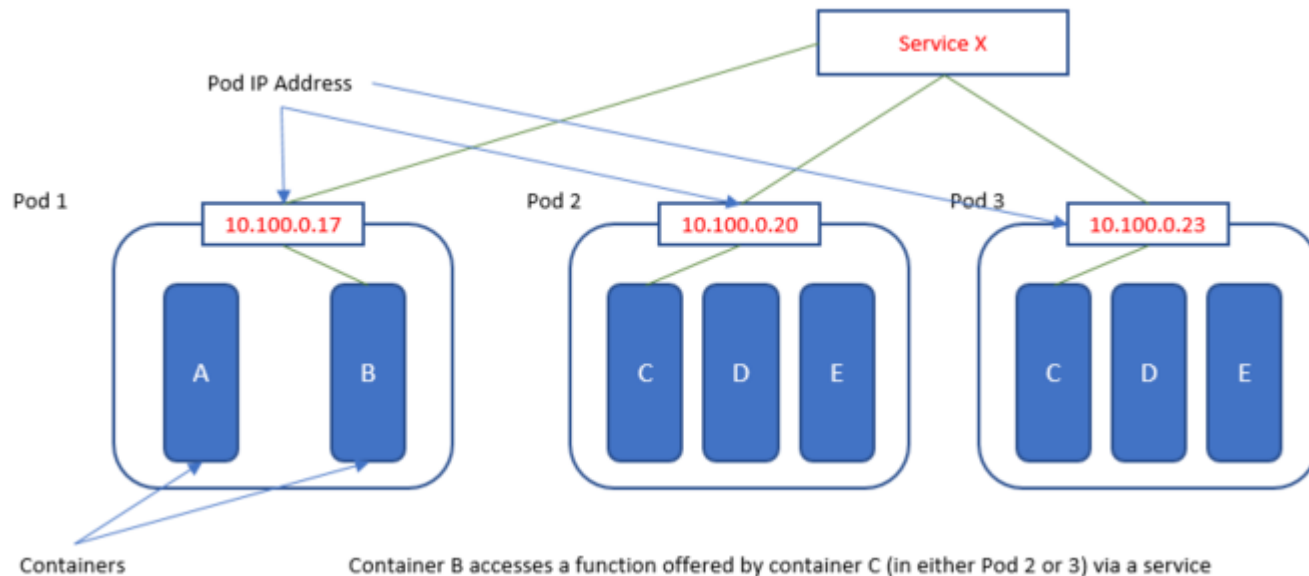 Service X
Pod IP Address
Pod 1
Pod 2
Pod 3
10.100.0.17
10.100.0.20
10.100.0.23
A
B
C
D
E
C
D
E
Containers
Container B accesses a function offered by container C (in either Pod 2 or 3) via a service